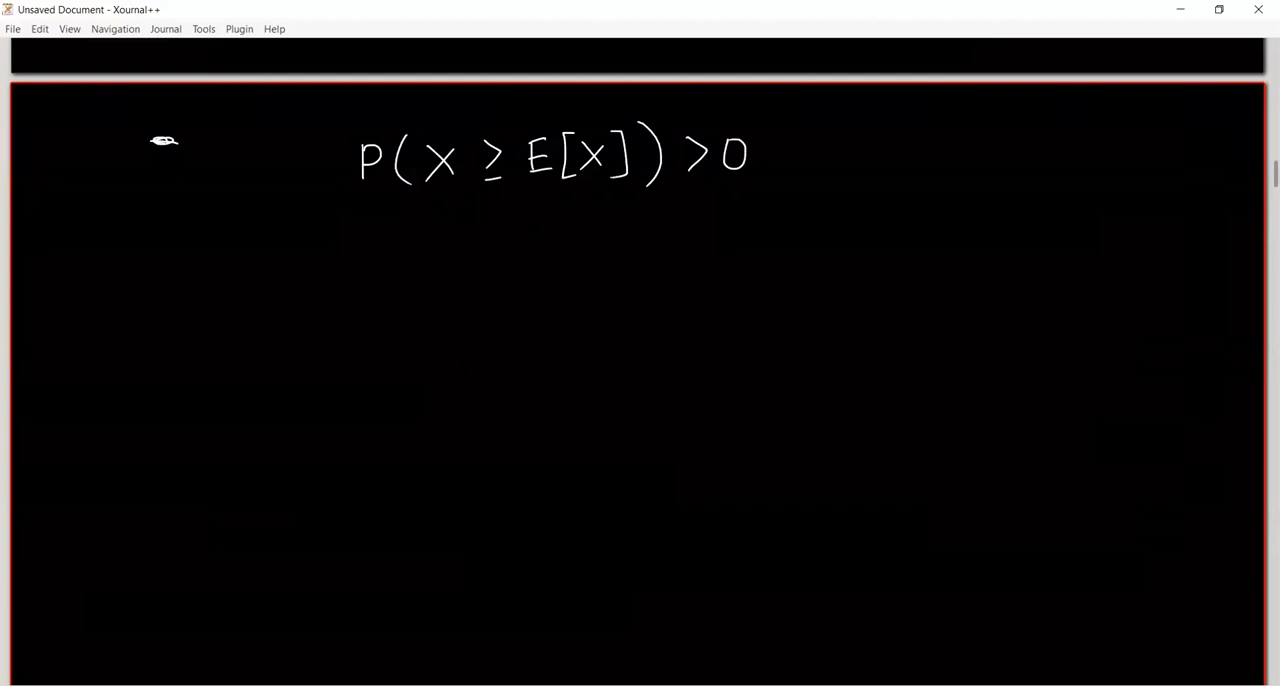 Unsaved Document - Xournal++
File Edit View Navigation Journal Tools Plugin Help
P(X ≥ E[X]) > 0